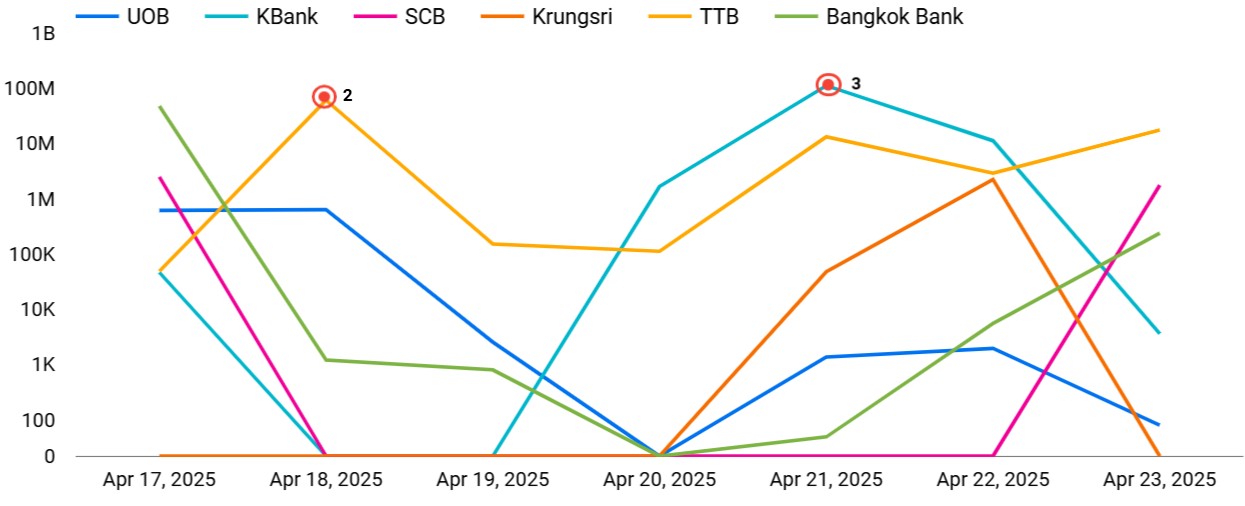 UOB KBank SCB Krungsri TTB Bangkok Bank
1B
100M
10M
1M
100K
10K
1K
100
0
2
3
Apr 17, 2025 Apr 18, 2025 Apr 19, 2025 Apr 20, 2025 Apr 21, 2025 Apr 22, 2025 Apr 23, 2025